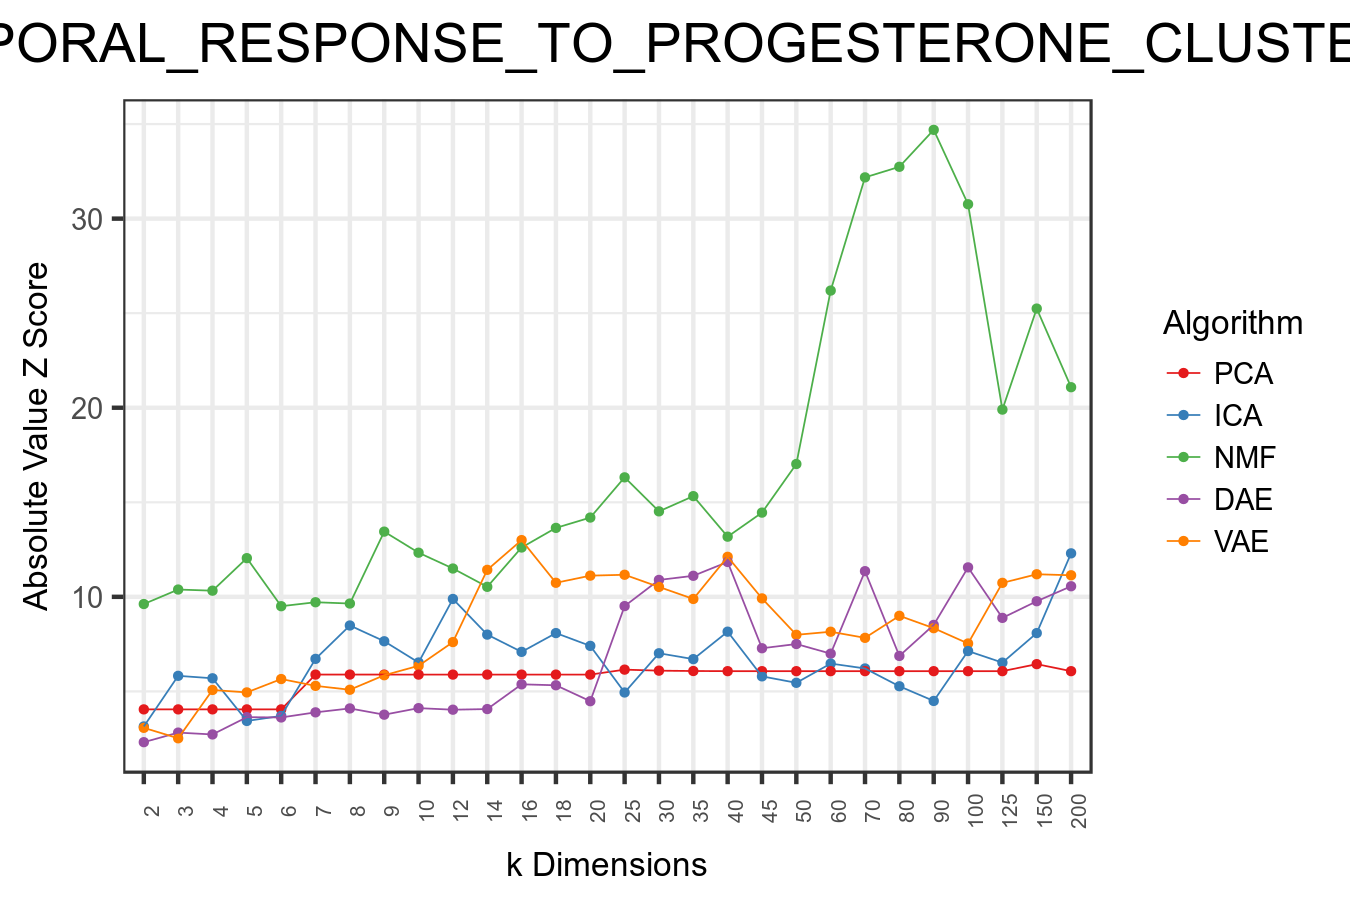 PORAL_RESPONSE_TO_PROGESTERONE_CLUSTE
Absolute Value Z Score
30
20
10
2 3 4 5 6 7 8 9 10 12 14 16 18 20 25 30 35 40 45 50 60 70 80 90 100 125 150 200
k Dimensions
Algorithm
PCA
ICA
NMF
DAE
VAE